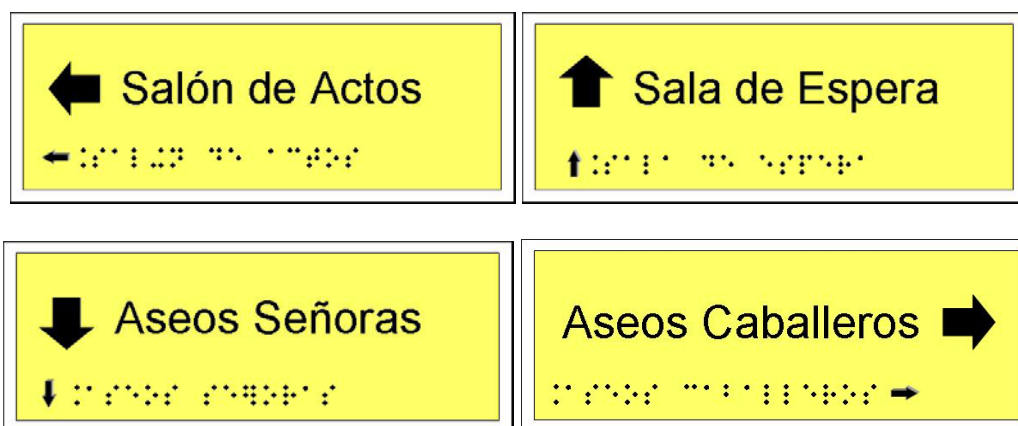 ← Salón de Actos
←⠨⠎⠁⠇⠬⠝ ⠙⠑ ⠁⠉⠞⠕⠎
↑ Sala de Espera
↑⠨⠎⠁⠇⠁ ⠙⠑ ⠑⠎⠏⠑⠗⠁
↓ Aseos Señoras
↓⠨⠁⠎⠑⠕⠎ ⠎⠑⠻⠕⠗⠁⠎
Aseos Caballeros →
⠨⠁⠎⠑⠕⠎ ⠉⠁⠃⠁⠇⠇⠑⠗⠕⠎→